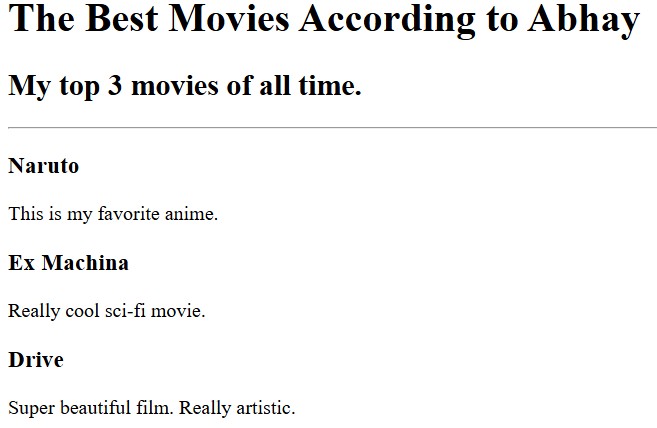 The Best Movies According to Abhay
My top 3 movies of all time.
Naruto
This is my favorite anime.
Ex Machina
Really cool sci-fi movie.
Drive
Super beautiful film. Really artistic.